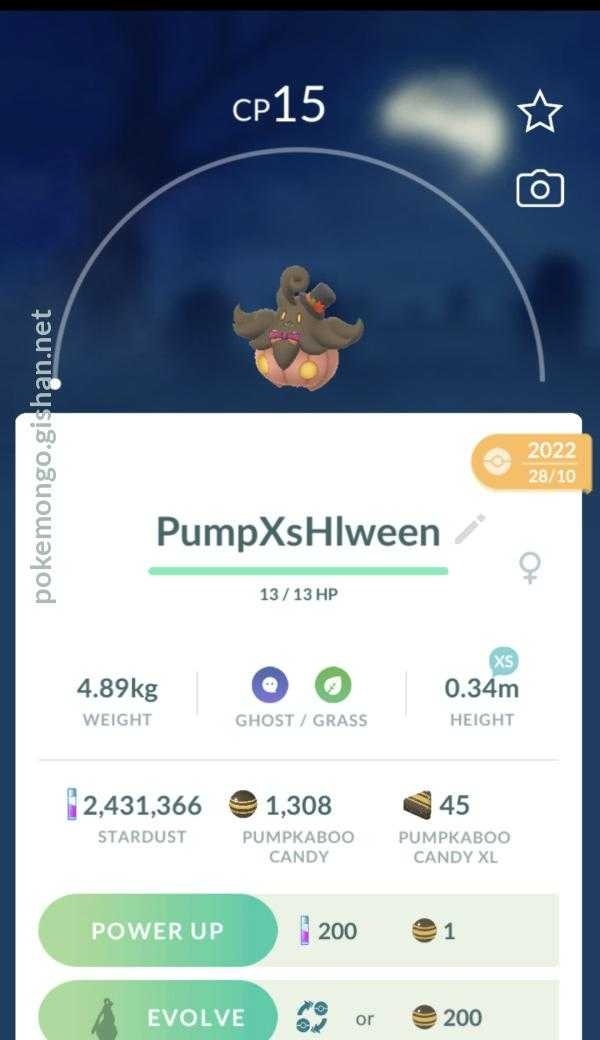 CP15
pokemongo.gishan.net
2022
28/10
PumpXsHlween
13 / 13 HP
XS
4.89kg
0.34m
WEIGHT
GHOST / GRASS
HEIGHT
2,431,366
1,308
45
STARDUST
PUMPKABOO
CANDY
PUMPKABOO
CANDY XL
POWER UP
200
1
EVOLVE
or
200